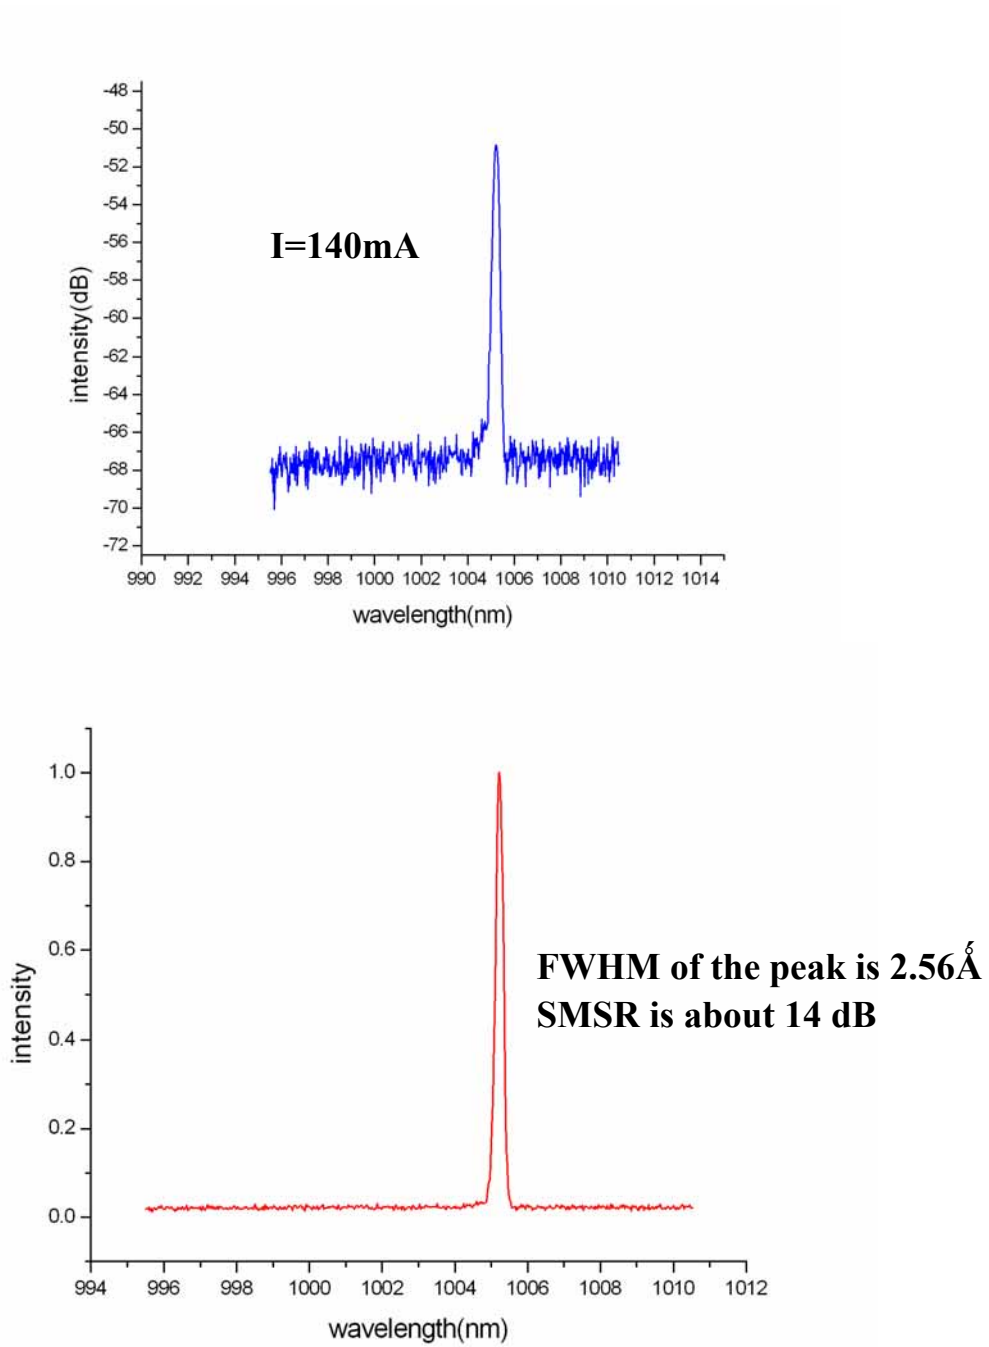 -48
-50
-52
-54
-56
-58
-60
-62
-64
-66
-68
-70
-72
intensity(dB)
I=140mA
990 992 994 996 998 1000 1002 1004 1006 1008 1010 1012 1014
wavelength(nm)
1.0
0.8
0.6
0.4
0.2
0.0
intensity
FWHM of the peak is 2.56Ǻ
SMSR is about 14 dB
994 996 998 1000 1002 1004 1006 1008 1010 1012
wavelength(nm)